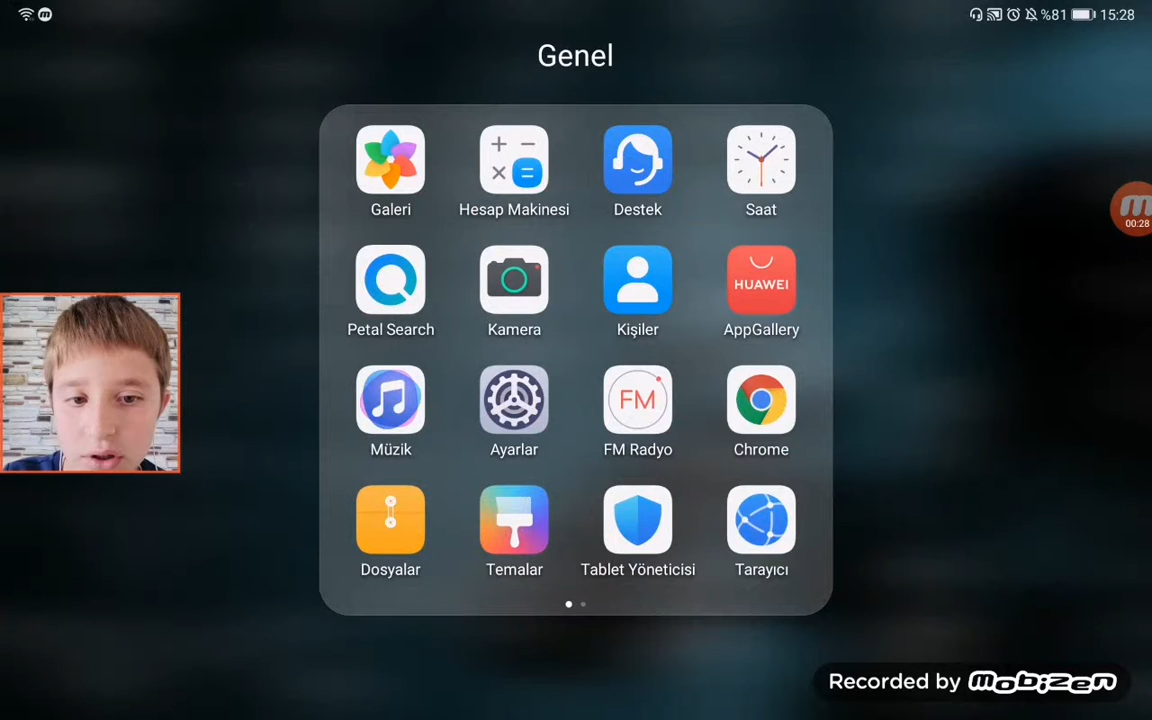 %81 15:28
Genel
Galeri
Hesap Makinesi
Destek
Saat
Petal Search
Kamera
Kişiler
HUAWEI
AppGallery
00:28
Müzik
Ayarlar
FM
FM Radyo
Chrome
Dosyalar
Temalar
Tablet Yöneticisi
Tarayıcı
Recorded by mobizen